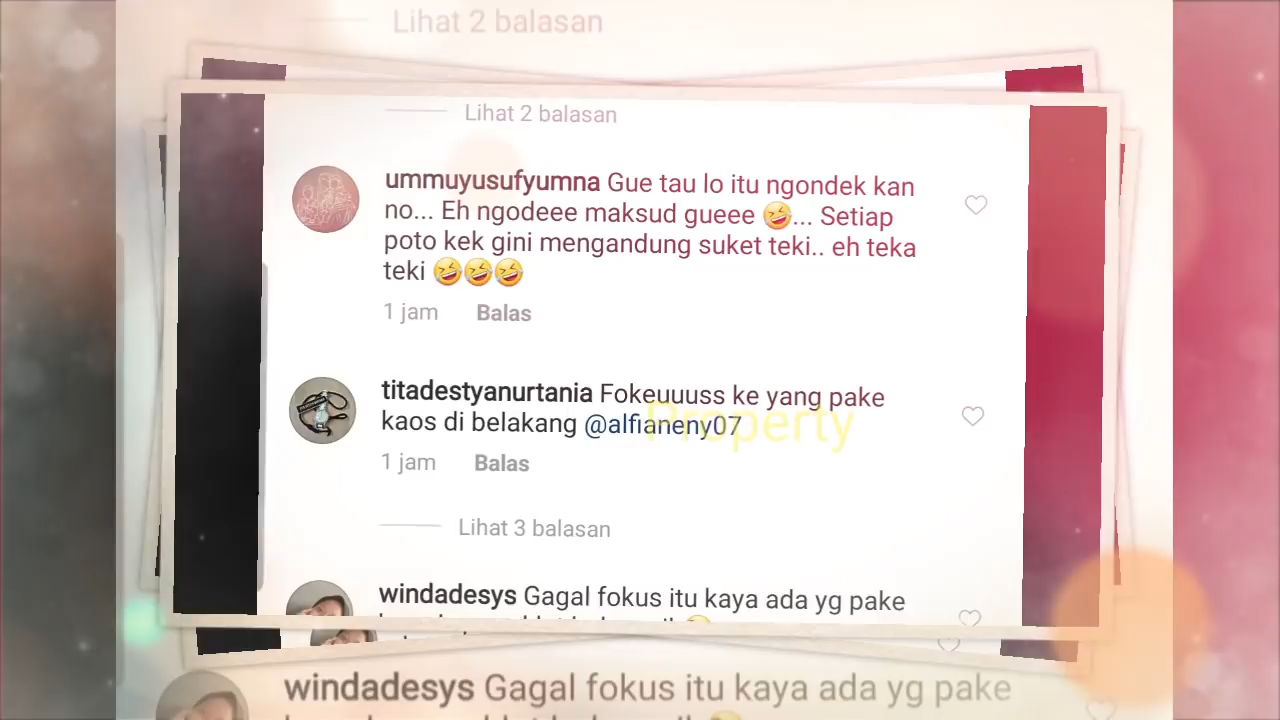 Lihat 2 balasan
Lihat 2 balasan
ummuyusufyumna Gue tau lo itu ngondek kan
no... Eh ngodeee maksud gueee 🤣... Setiap
poto kek gini mengandung suket teki.. eh teka
teki 🤣🤣🤣
1 jam Balas
titadestyanurtania Fokeuuuss ke yang pake
kaos di belakang @alfianeny07
Property
1 jam Balas
Lihat 3 balasan
windadesys Gagal fokus itu kaya ada yg pake
windadesys Gagal fokus itu kaya ada yg pake